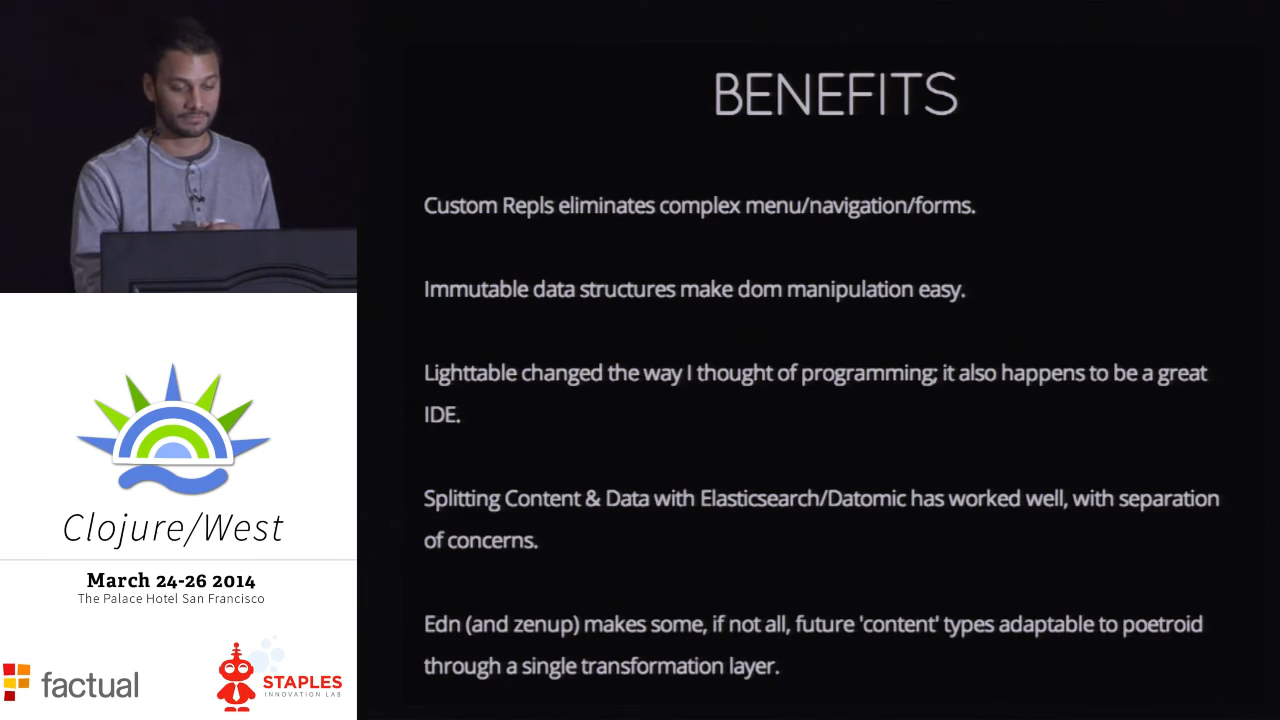 BENEFITS
Custom Repls eliminates complex menu/navigation/forms.
Immutable data structures make dom manipulation easy.
Lighttable changed the way I thought of programming; it also happens to be a great
IDE.
Splitting Content & Data with Elasticsearch/Datomic has worked well, with separation
of concerns.
Edn (and zenup) makes some, if not all, future 'content' types adaptable to poetroid
through a single transformation layer.
Clojure/West
March 24-26 2014
The Palace Hotel San Francisco
factual
STAPLES
INNOVATION LAB